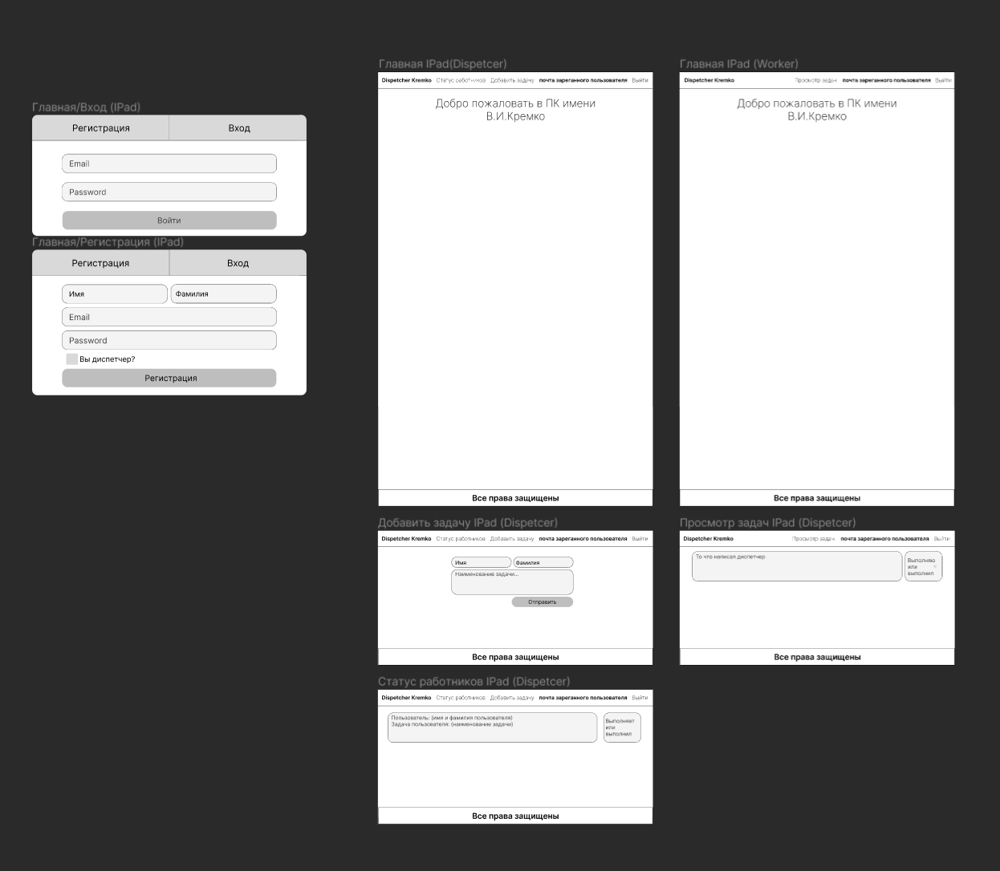 Главная/Вход (IPad)
Регистрация Вход
Email
Password
Войти
Главная/Регистрация (IPad)
Регистрация Вход
Имя Фамилия
Email
Password
Вы диспетчер?
Регистрация
Главная IPad(Dispetcer)
Dispetcher Kremko Статус работников Добавить задачу почта зареганного пользователя Выйти
Добро пожаловать в ПК имени
В.И.Кремко
Все права защищены
Главная IPad (Worker)
Dispetcher Kremko Просмотр задач почта зареганного пользователя Выйти
Добро пожаловать в ПК имени
В.И.Кремко
Все права защищены
Добавить задачу IPad (Dispetcer)
Dispetcher Kremko Статус работников Добавить задачу почта зареганного пользователя Выйти
Имя Фамилия
Наименование задачи...
Отправить
Все права защищены
Просмотр задач IPad (Dispetcer)
Dispetcher Kremko Просмотр задач почта зареганного пользователя Выйти
То что написал диспетчер
Выполняю
или
выполнил
Все права защищены
Статус работников IPad (Dispetcer)
Dispetcher Kremko Статус работников Добавить задачу почта зареганного пользователя Выйти
Пользователь: (имя и фамилия пользователя)
Задача пользователя: (наименование задачи)
Выполняет
или
выполнил
Все права защищены